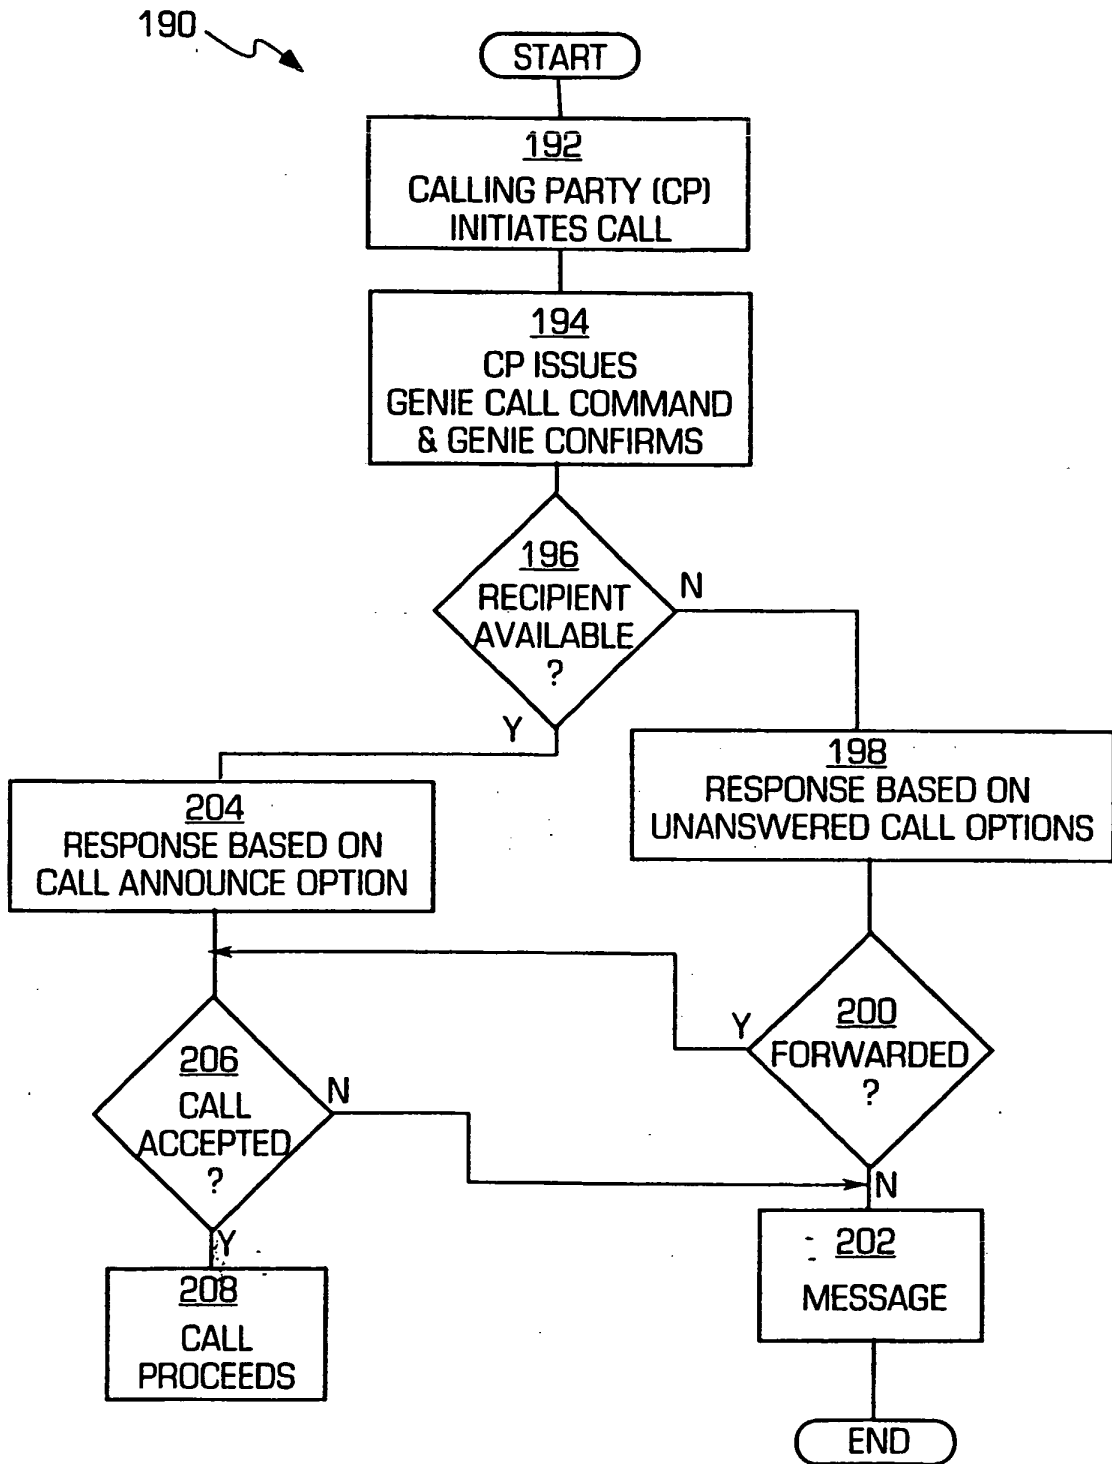 190
START
192
CALLING PARTY (CP)
INITIATES CALL
194
CP ISSUES
GENIE CALL COMMAND
& GENIE CONFIRMS
196
RECIPIENT
AVAILABLE
?
N
Y
198
RESPONSE BASED ON
UNANSWERED CALL OPTIONS
204
RESPONSE BASED ON
CALL ANNOUNCE OPTION
200
FORWARDED
?
Y
N
206
CALL
ACCEPTED
?
N
Y
202
MESSAGE
208
CALL
PROCEEDS
END